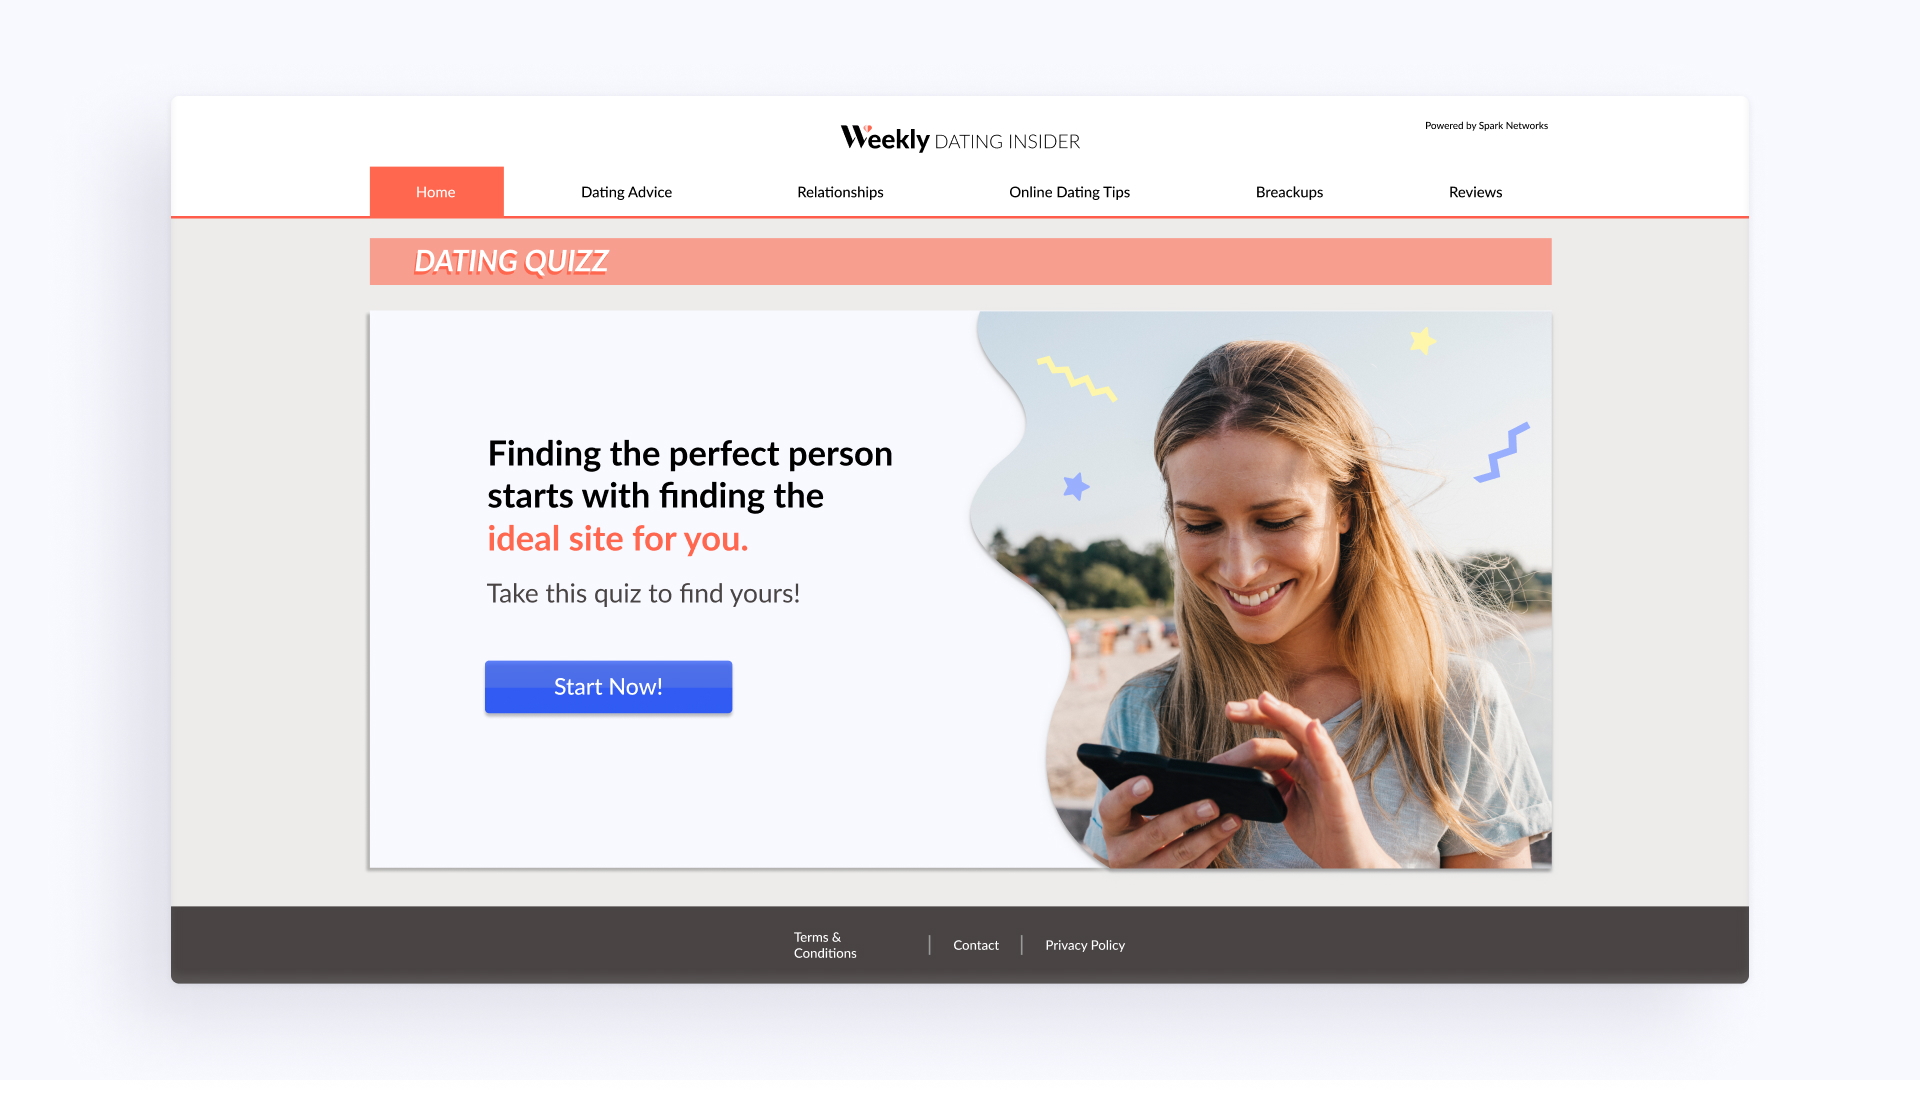 Weekly DATING INSIDER
Powered by Spark Networks
Home
Dating Advice
Relationships
Online Dating Tips
Breackups
Reviews
DATING QUIZZ
Finding the perfect person
starts with finding the
ideal site for you.
Take this quiz to find yours!
Start Now!
Terms &
Conditions
Contact
Privacy Policy